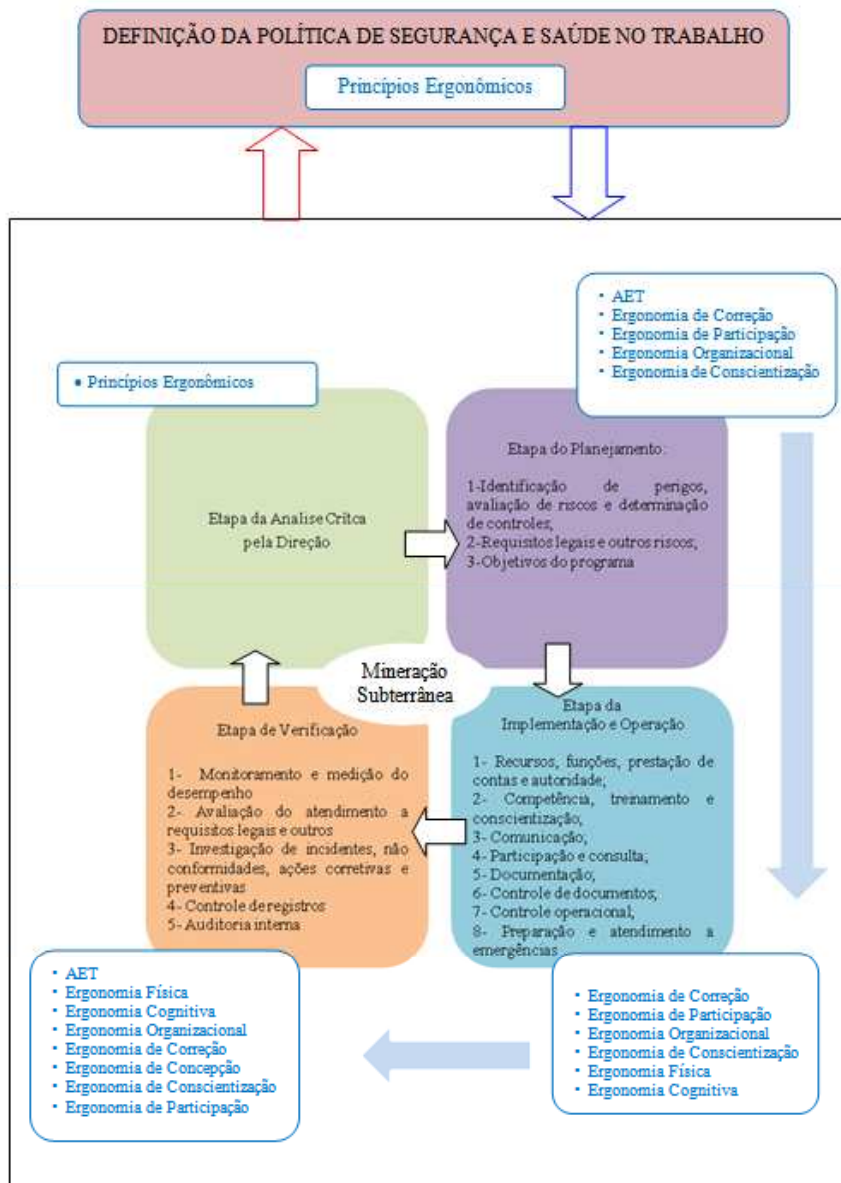 DEFINIÇÃO DA POLÍTICA DE SEGURANÇA E SAÚDE NO TRABALHO
Princípios Ergonômicos
• AET
• Ergonomia de Correção
• Ergonomia de Participação
• Ergonomia Organizacional
• Ergonomia de Conscientização
• Princípios Ergonômicos
Etapa da Analise Crítca
pela Direção
Etapa do Planejamento:
1-Identificação de perigos,
avaliação de riscos e determinação
de controles;
2-Requisitos legais e outros riscos;
3-Objetivos do programa
Mineração
Subterrânea
Etapa da
Implementação e Operação
1- Recursos, funções, prestação de
contas e autoridade;
2- Competência, treinamento e
conscientização;
3- Comunicação;
4- Participação e consulta;
5- Documentação;
6- Controle de documentos;
7- Controle operacional;
8- Preparação e atendimento a
emergências
Etapa de Verificação
1- Monitoramento e medição do
desempenho
2- Avaliação do atendimento a
requisitos legais e outros
3- Investigação de incidentes, não
conformidades, ações corretivas e
preventivas
4- Controle de registros
5- Auditoria interna
• Ergonomia de Correção
• Ergonomia de Participação
• Ergonomia Organizacional
• Ergonomia de Conscientização
• Ergonomia Física
• Ergonomia Cognitiva
• AET
• Ergonomia Física
• Ergonomia Cognitiva
• Ergonomia Organizacional
• Ergonomia de Correção
• Ergonomia de Concepção
• Ergonomia de Conscientização
• Ergonomia de Participação